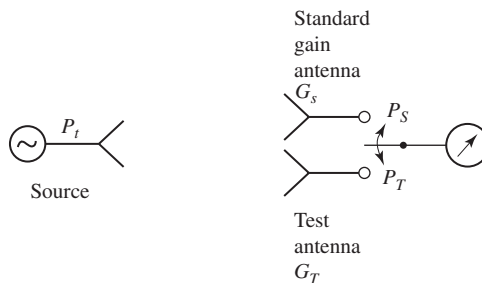 Standard
gain
antenna
G_s
P_t
P_S
Source
P_T
Test
antenna
G_T